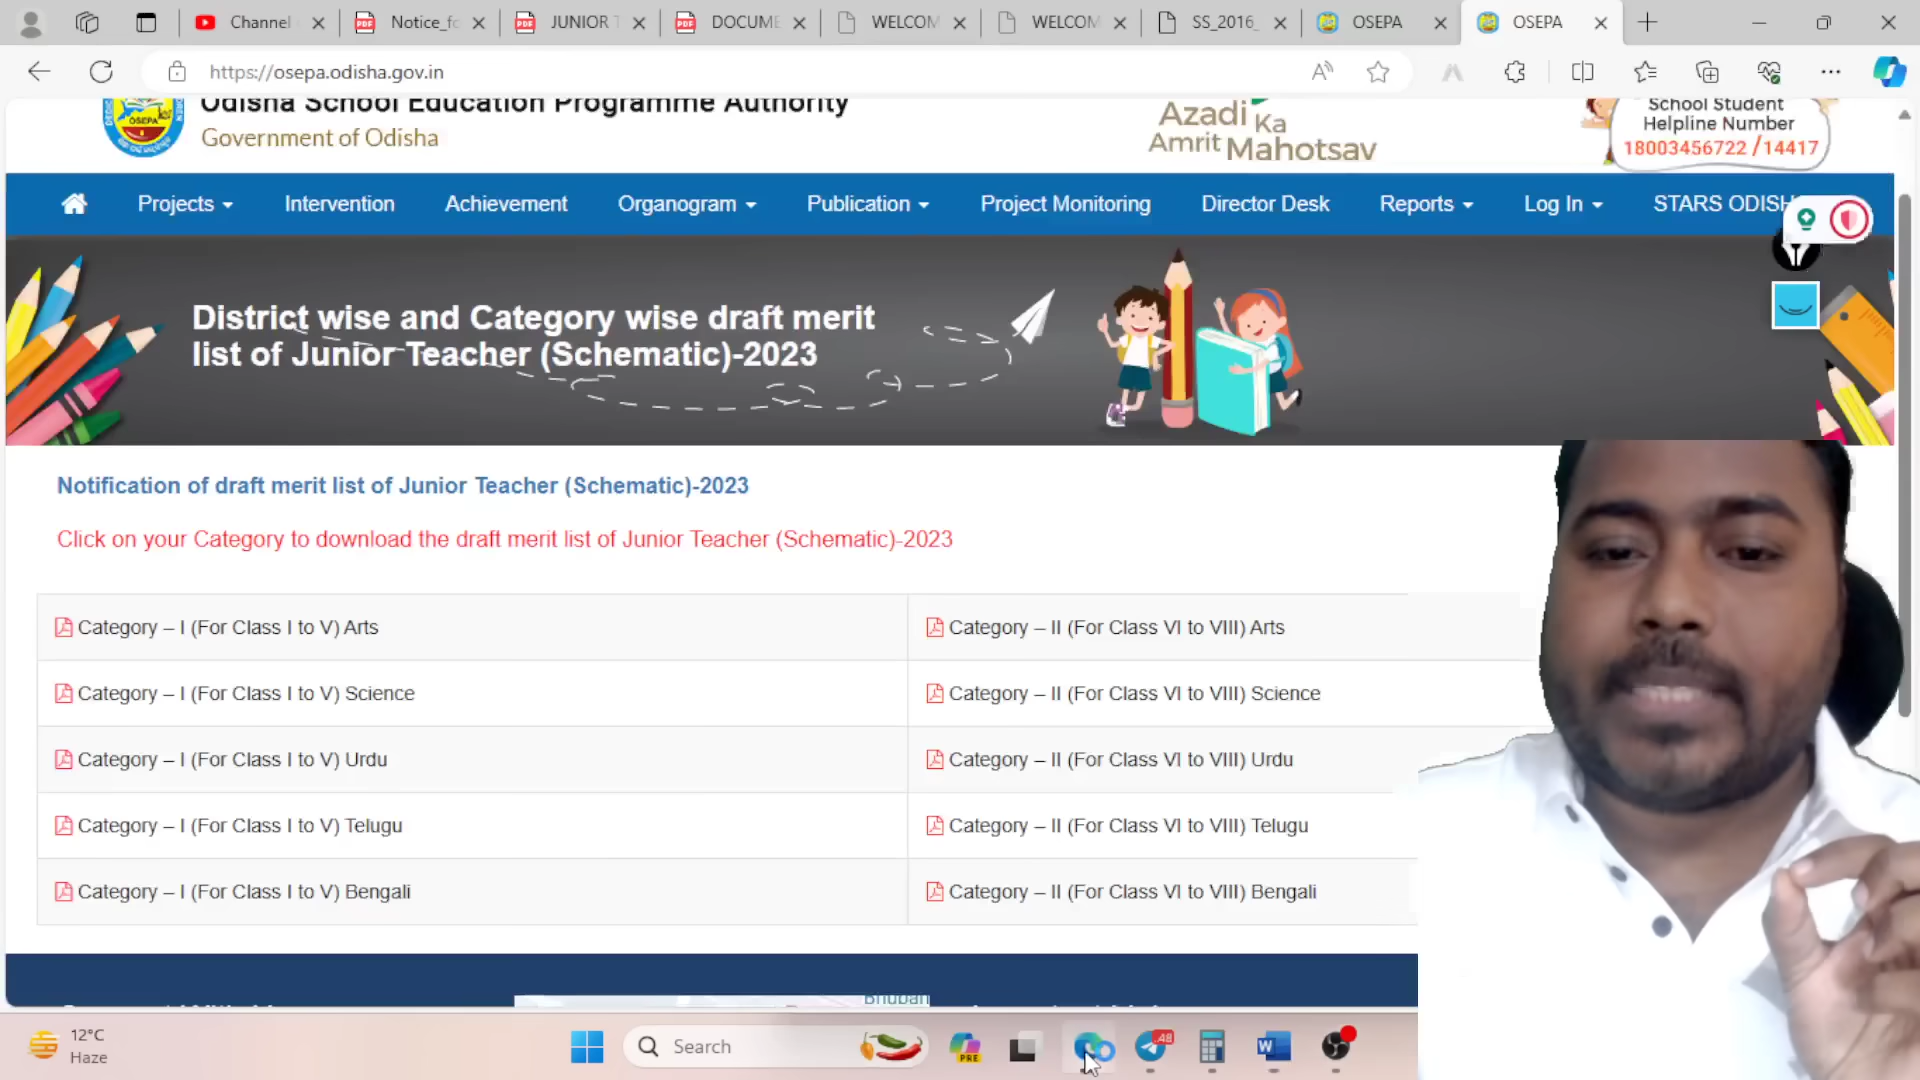 Channel
Notice_fo
JUNIOR T
DOCUME
WELCOM
WELCOM
SS_2016_
OSEPA
OSEPA
https://osepa.odisha.gov.in
OSEPA
Odisha School Education Programme Authority
Government of Odisha
Azadi Ka
Amrit Mahotsav
School Student
Helpline Number
18003456722 /14417
Projects
Intervention
Achievement
Organogram
Publication
Project Monitoring
Director Desk
Reports
Log In
STARS ODISH
District wise and Category wise draft merit
list of Junior Teacher (Schematic)-2023
Notification of draft merit list of Junior Teacher (Schematic)-2023
Click on your Category to download the draft merit list of Junior Teacher (Schematic)-2023
Category – I (For Class I to V) Arts
Category – II (For Class VI to VIII) Arts
Category – I (For Class I to V) Science
Category – II (For Class VI to VIII) Science
Category – I (For Class I to V) Urdu
Category – II (For Class VI to VIII) Urdu
Category – I (For Class I to V) Telugu
Category – II (For Class VI to VIII) Telugu
Category – I (For Class I to V) Bengali
Category – II (For Class VI to VIII) Bengali
Bhuban
12°C
Haze
Search
PRE
48